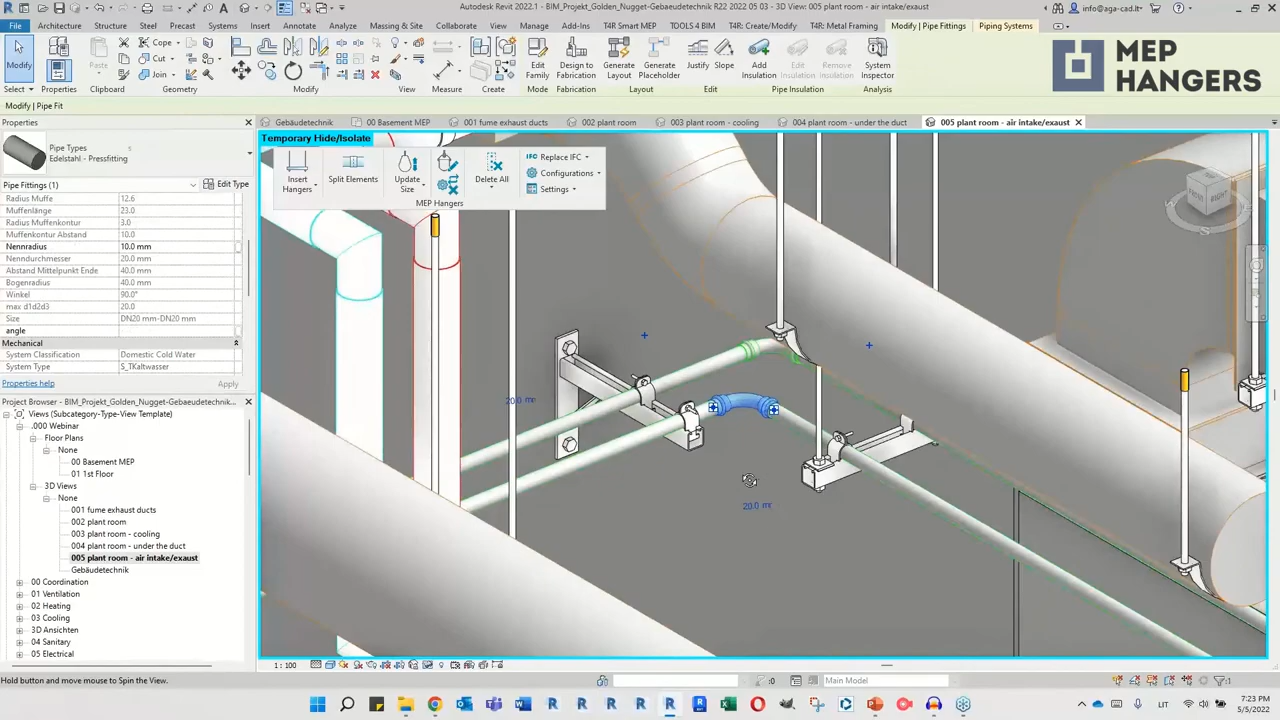 Autodesk Revit 2022.1 - BIM_Projekt_Golden_Nugget-Gebaeudetechnik R22 2022 05 03 - 3D View: 005 plant room - air intake/exaust
info@aga-cad.lt
File Architecture Structure Steel Precast Systems Insert Annotate Analyze Massing & Site Collaborate View Manage Add-Ins T4R Smart MEP TOOLS 4 BIM T4R: Create/Modify T4R: Metal Framing Modify | Pipe Fittings Piping Systems
Modify
Paste
Cope
Cut
Join
Edit Family
Design to Fabrication
Generate Layout
Generate Placeholder
Justify
Slope
Add Insulation
Edit Insulation
Remove Insulation
System Inspector
Select Properties Clipboard Geometry Modify View Measure Create Mode Fabrication Layout Edit Pipe Insulation Analysis
MEP
HANGERS
Modify | Pipe Fit
Properties
Gebäudetechnik
00 Basement MEP
001 fume exhaust ducts
002 plant room
003 plant room - cooling
004 plant room - under the duct
005 plant room - air intake/exaust
Temporary Hide/Isolate
Pipe Types
Edelstahl - Pressfitting
Pipe Fittings (1)
Edit Type
Radius Muffe 12.6
Muffenlänge 23.0
Radius Muffenkontur 3.0
Muffenkontur Abstand 10.0
Nennradius 10.0 mm
Nenndurchmesser 20.0 mm
Abstand Mittelpunkt Ende 40.0 mm
Bogenradius 40.0 mm
Winkel 90.0°
max d1d2d3 20.0
Size DN20 mm-DN20 mm
angle
Mechanical
System Classification Domestic Cold Water
System Type S_TKaltwasser
Properties help
Apply
Insert Hangers
Split Elements
Update Size
Delete All
Replace IFC
Configurations
Settings
MEP Hangers
FRONT
RIGHT
20.0 mr
20.0 mr
Project Browser - BIM_Projekt_Golden_Nugget-Gebaeudetechnik...
Views (Subcategory-Type-View Template)
.000 Webinar
Floor Plans
None
00 Basement MEP
01 1st Floor
3D Views
None
001 fume exhaust ducts
002 plant room
003 plant room - cooling
004 plant room - under the duct
005 plant room - air intake/exaust
Gebäudetechnik
00 Coordination
01 Ventilation
02 Heating
03 Cooling
3D Ansichten
04 Sanitary
05 Electrical
1 : 100
Hold button and move mouse to Spin the View.
:0
Main Model
:1
LIT
7:23 PM
5/5/2022